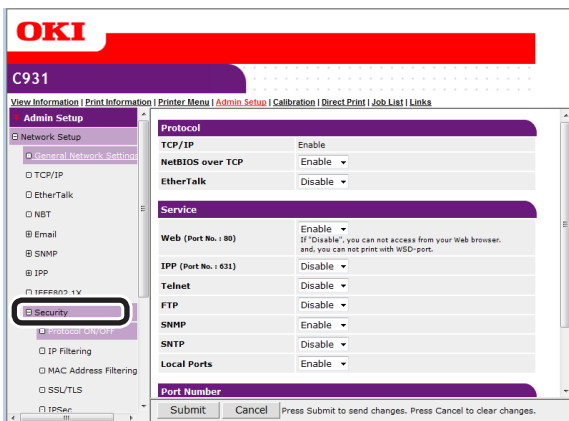 OKI
C931
View Information | Print Information | Printer Menu | Admin Setup | Calibration | Direct Print | Job List | Links
Admin Setup
Network Setup
General Network Settings
TCP/IP
EtherTalk
NBT
Email
SNMP
IPP
IEEE802.1X
Security
Protocol ON/OFF
IP Filtering
MAC Address Filtering
SSL/TLS
IPSec
Protocol
TCP/IP Enable
NetBIOS over TCP Enable
EtherTalk Disable
Service
Web (Port No. : 80) Enable
If "Disable", you can not access from your Web browser.
and, you can not print with WSD-port.
IPP (Port No. : 631) Disable
Telnet Disable
FTP Disable
SNMP Enable
SNTP Disable
Local Ports Enable
Port Number
Submit Cancel Press Submit to send changes. Press Cancel to clear changes.